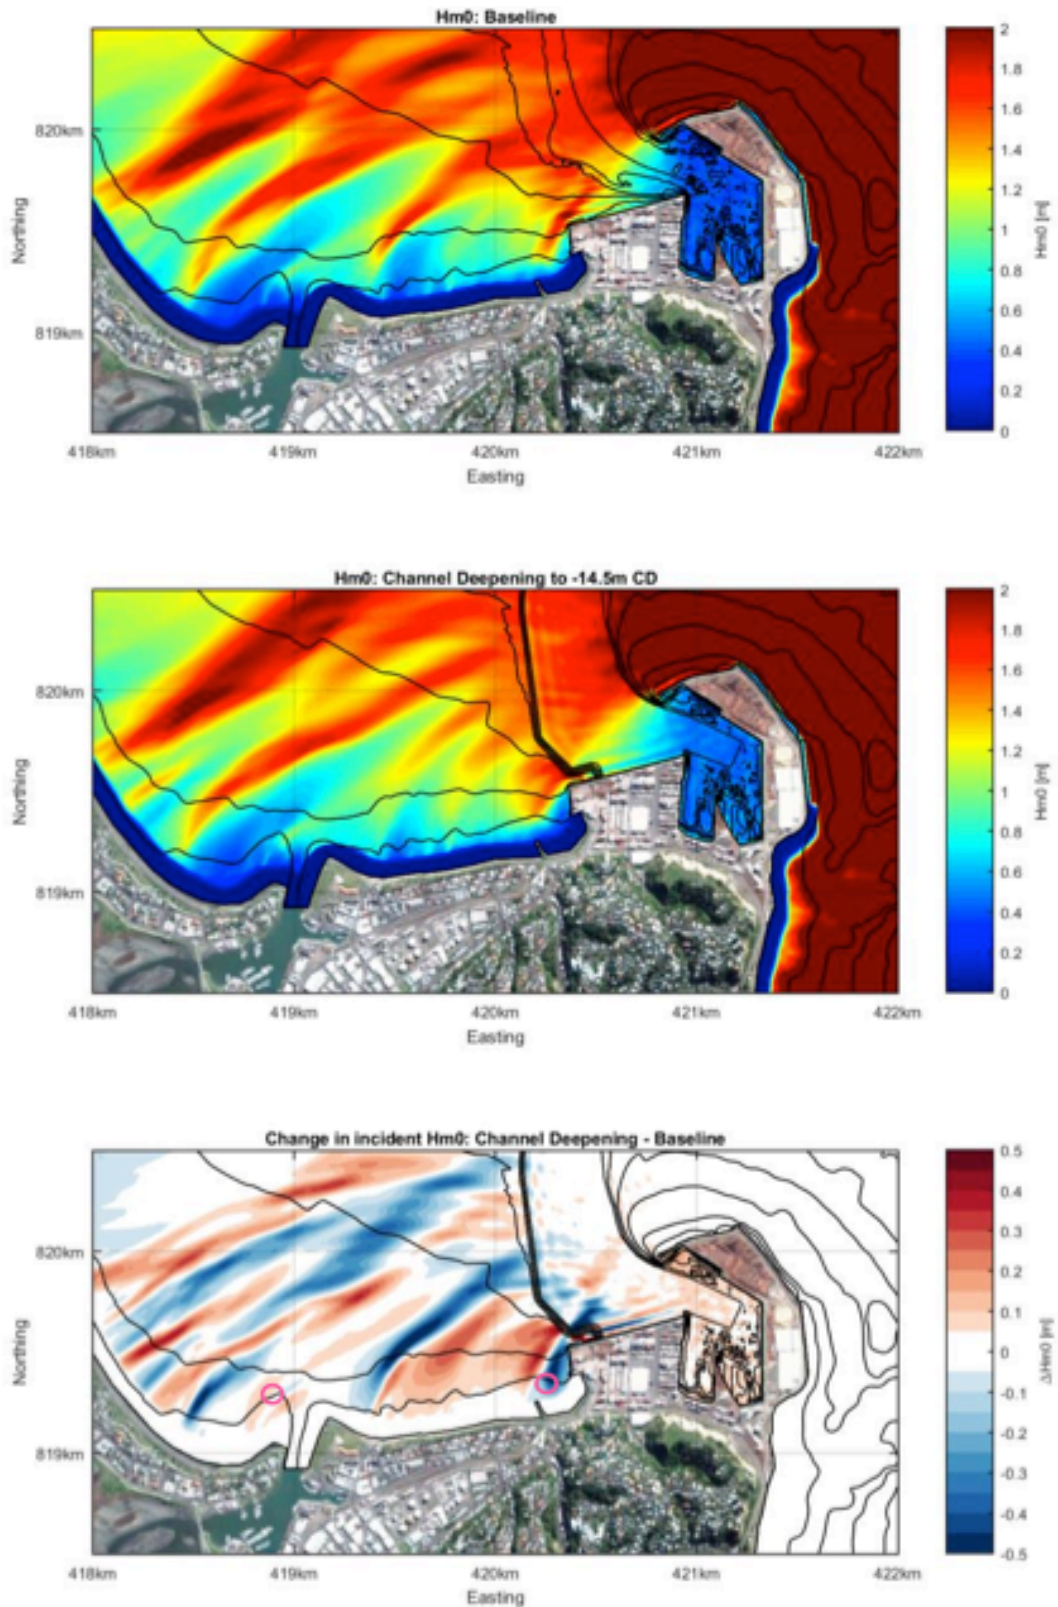 Hm0: Baseline
820km
819km
Northing
418km 419km 420km 421km 422km
Easting
2
1.8
1.6
1.4
1.2
1
0.8
0.6
0.4
0.2
0
Hm0 [m]
Hm0: Channel Deepening to -14.5m CD
820km
819km
Northing
418km 419km 420km 421km 422km
Easting
2
1.8
1.6
1.4
1.2
1
0.8
0.6
0.4
0.2
0
Hm0 [m]
Change in incident Hm0: Channel Deepening - Baseline
820km
819km
Northing
418km 419km 420km 421km 422km
Easting
0.5
0.4
0.3
0.2
0.1
0
-0.1
-0.2
-0.3
-0.4
-0.5
ΔHm0 [m]